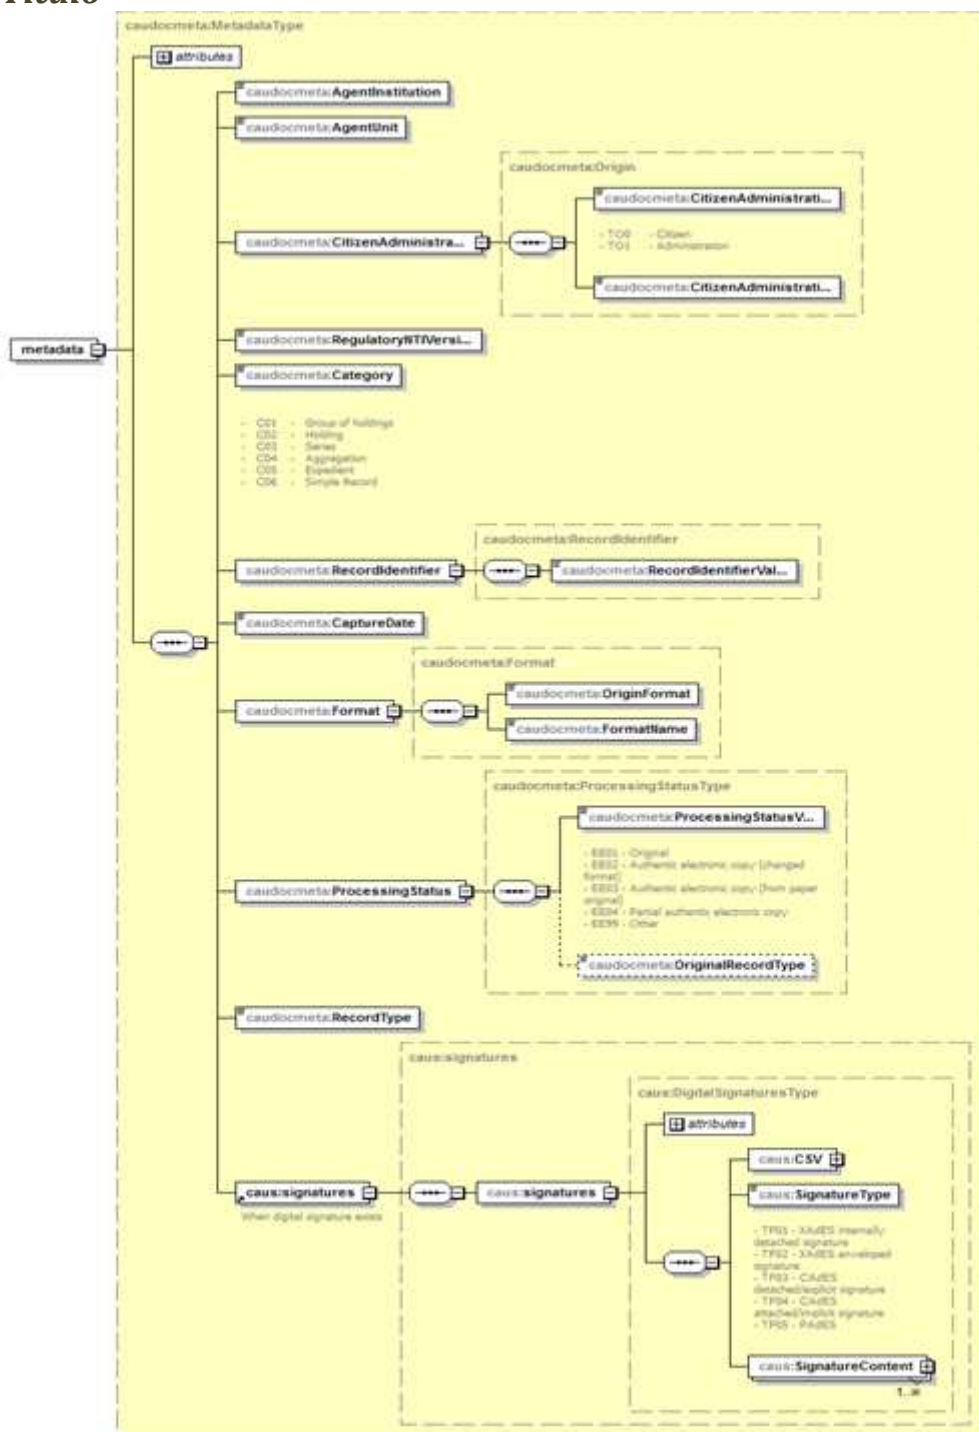 caudocmeta:MetadataType
attributes
caudocmeta:AgentInstitution
caudocmeta:AgentUnit
caudocmeta:Origin
caudocmeta:CitizenAdministrati...
- TO0 - Citizen
- TO1 - Administration
caudocmeta:CitizenAdministra...
caudocmeta:CitizenAdministrati...
caudocmeta:RegulatoryNTIVersi...
metadata
caudocmeta:Category
- C01 - Group of holdings
- C02 - Holding
- C03 - Series
- C04 - Aggregation
- C05 - Expedient
- C06 - Simple Record
caudocmeta:RecordIdentifier
caudocmeta:RecordIdentifier
caudocmeta:RecordIdentifierVal...
caudocmeta:CaptureDate
caudocmeta:Format
caudocmeta:OriginFormat
caudocmeta:Format
caudocmeta:FormatName
caudocmeta:ProcessingStatusType
caudocmeta:ProcessingStatusV...
- EE01 - Original
- EE02 - Authentic electronic copy (changed
format)
- EE03 - Authentic electronic copy (from paper
original)
- EE04 - Partial authentic electronic copy
- EE99 - Other
caudocmeta:ProcessingStatus
caudocmeta:OriginalRecordType
caudocmeta:RecordType
caus:signatures
caus:DigitalSignaturesType
attributes
caus:CSV
caus:signatures
When digital signature exists
caus:signatures
caus:SignatureType
- TF01 - XAdES internally
detached signature
- TF02 - XAdES enveloped
signature
- TF03 - CAdES
detached/explicit signature
- TF04 - CAdES
attached/implicit signature
- TF05 - PAdES
caus:SignatureContent
1..∞